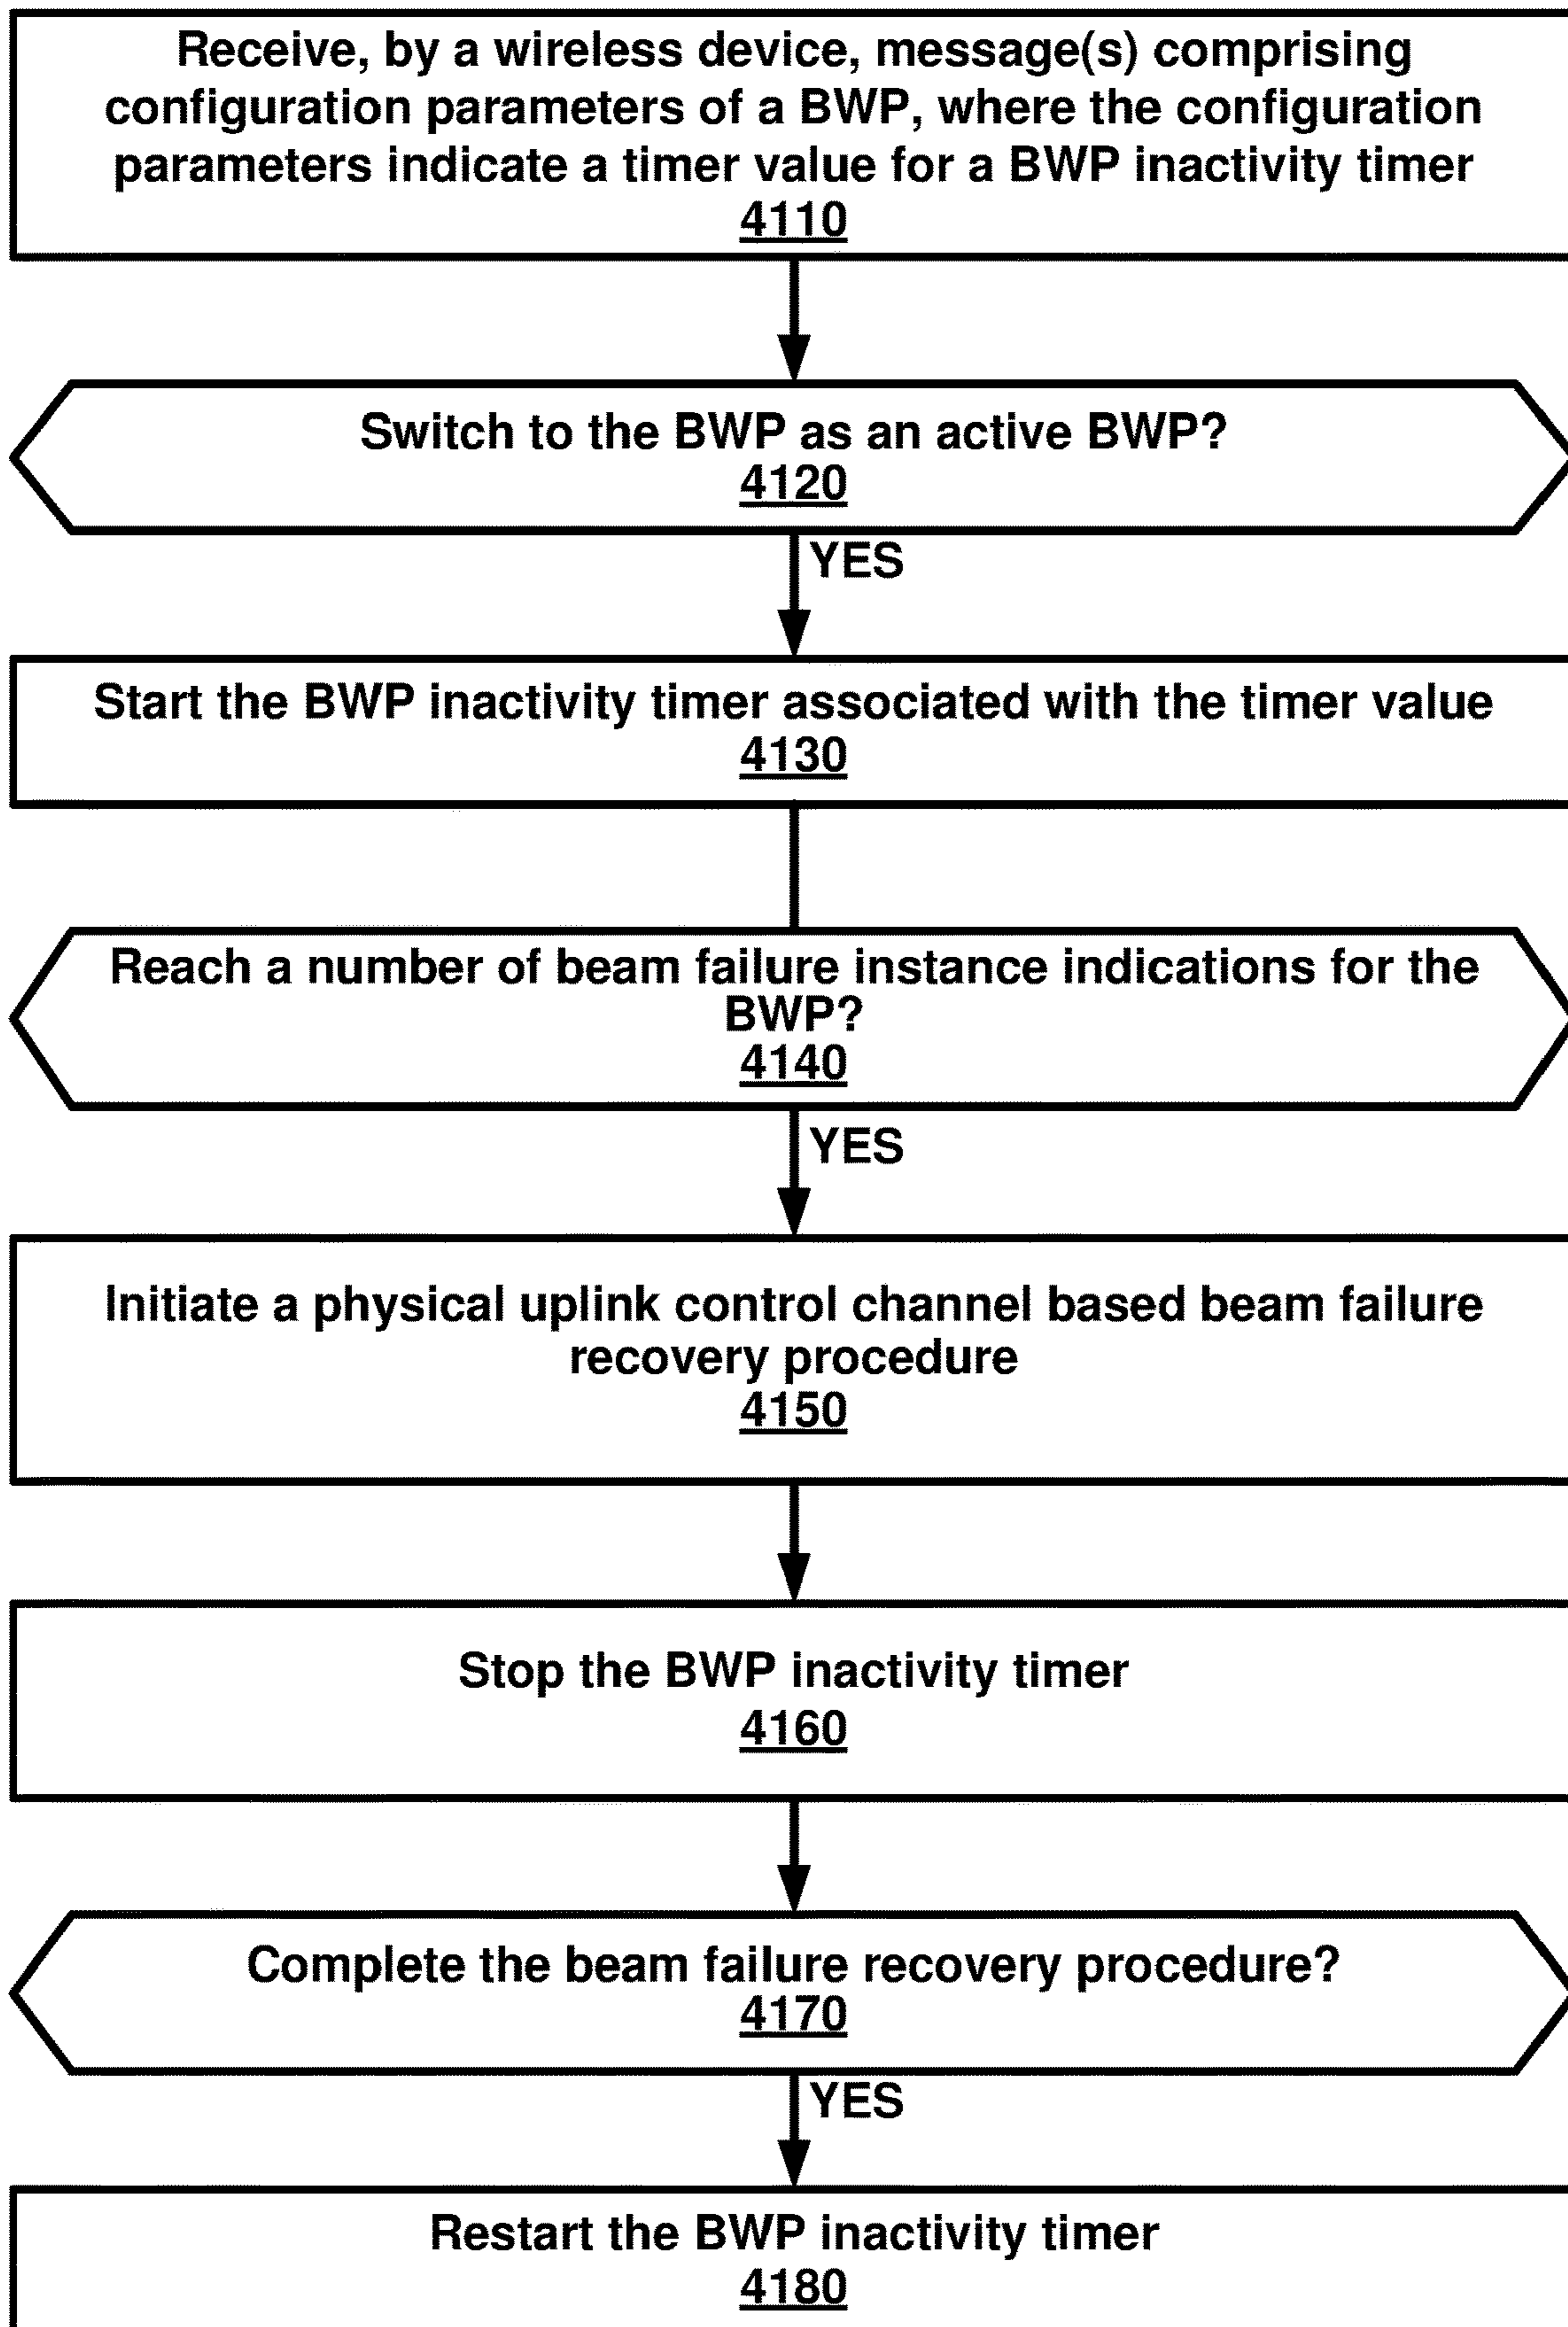 Receive, by a wireless device, message(s) comprising
configuration parameters of a BWP, where the configuration
parameters indicate a timer value for a BWP inactivity timer
4110
Switch to the BWP as an active BWP?
4120
YES
Start the BWP inactivity timer associated with the timer value
4130
Reach a number of beam failure instance indications for the
BWP?
4140
YES
Initiate a physical uplink control channel based beam failure
recovery procedure
4150
Stop the BWP inactivity timer
4160
Complete the beam failure recovery procedure?
4170
YES
Restart the BWP inactivity timer
4180